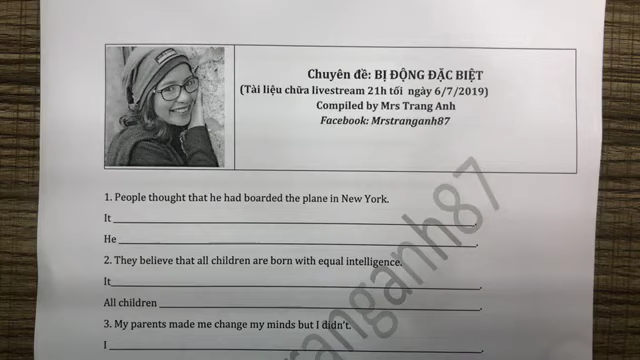 Chuyên đề: BỊ ĐỘNG ĐẶC BIỆT
(Tài liệu chữa livestream 21h tối ngày 6/7/2019)
Compiled by Mrs Trang Anh
Facebook: Mrstranganh87
1. People thought that he had boarded the plane in New York.
It
He
2. They believe that all children are born with equal intelligence.
It
All children
3. My parents made me change my minds but I didn't.
I
ranganh87